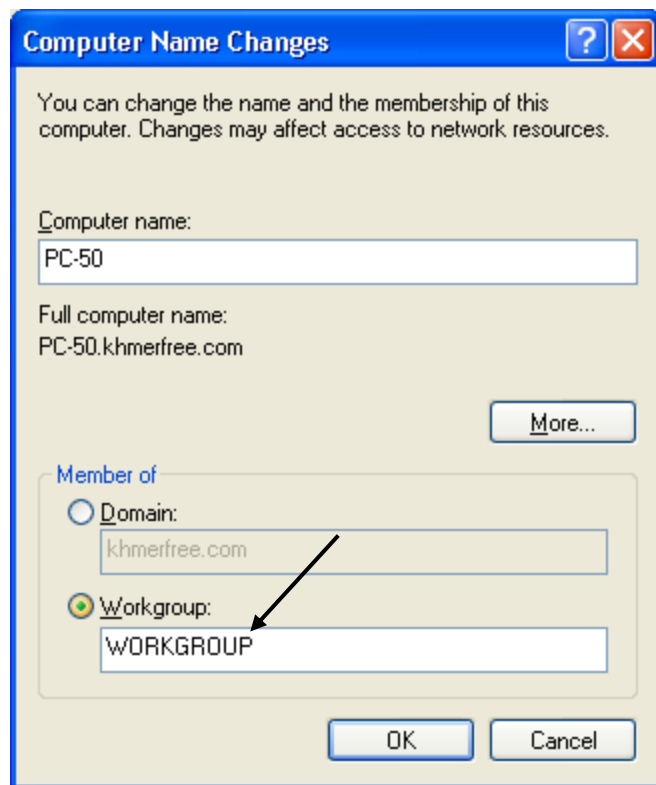 Computer Name Changes
You can change the name and the membership of this
computer. Changes may affect access to network resources.
Computer name:
PC-50
Full computer name:
PC-50.khmerfree.com
More...
Member of
Domain:
khmerfree.com
Workgroup:
WORKGROUP
OK Cancel